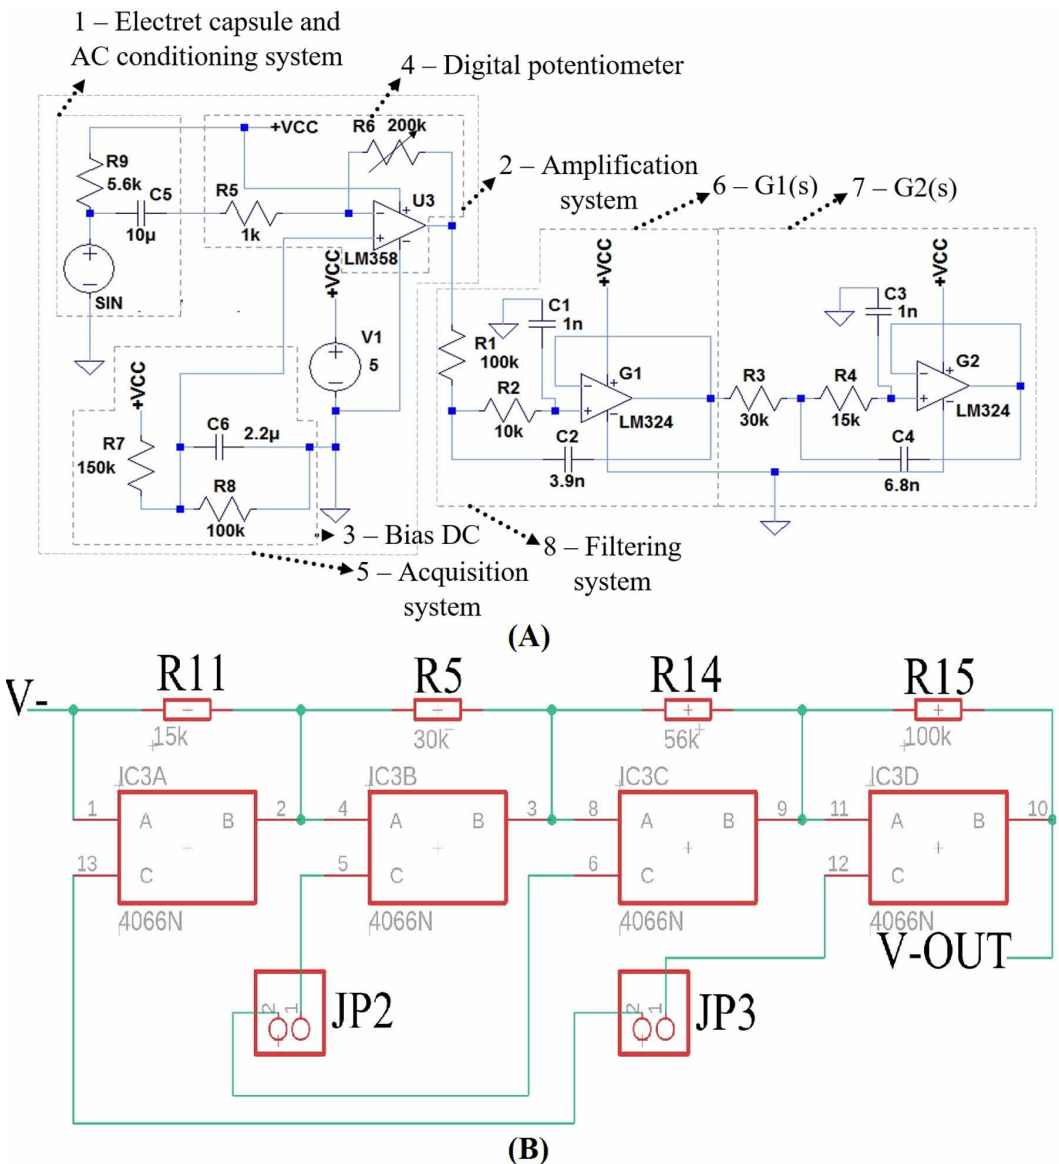 1 – Electret capsule and
AC conditioning system
4 – Digital potentiometer
2 – Amplification
system
6 – G1(s)
7 – G2(s)
+VCC
R6
200k
R9
5.6k
C5
10µ
R5
1k
U3
LM358
SIN
+VCC
V1
5
+VCC
R7
150k
C6
2.2µ
R8
100k
3 – Bias DC
5 – Acquisition
system
+VCC
C1
1n
R1
100k
R2
10k
G1
LM324
C2
3.9n
+VCC
C3
1n
R3
30k
R4
15k
G2
LM324
C4
6.8n
8 – Filtering
system
(A)
V-
R11
R5
R14
R15
15k
30k
56k
100k
IC3A
IC3B
IC3C
IC3D
1 A B 2
4 A B 3
8 A B 9
11 A B 10
13 C
5 C
6 C
12 C
4066N
4066N
4066N
4066N
V-OUT
2 1
JP2
2 1
JP3
(B)